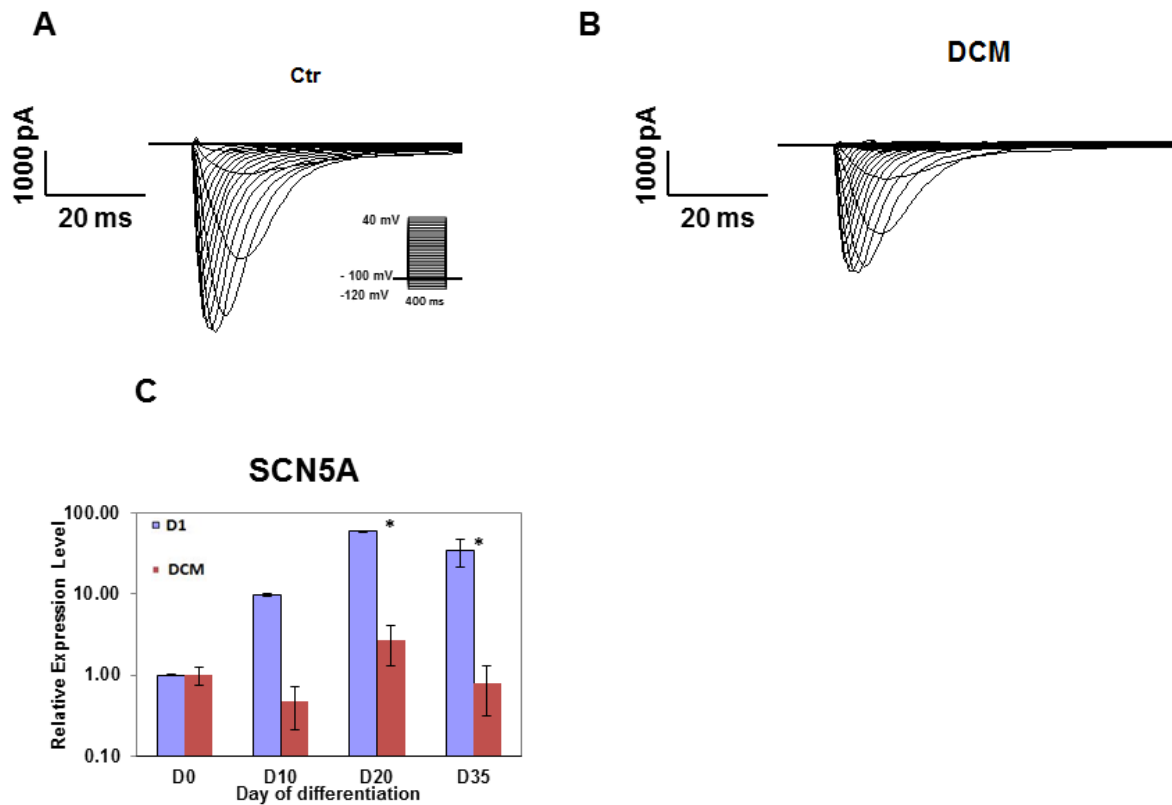 A
Ctr
1000 pA
20 ms
40 mV
- 100 mV
-120 mV
400 ms
B
DCM
1000 pA
20 ms
C
SCN5A
Relative Expression Level
100.00
10.00
1.00
0.10
D1
DCM
*
*
D0 D10 D20 D35
Day of differentiation